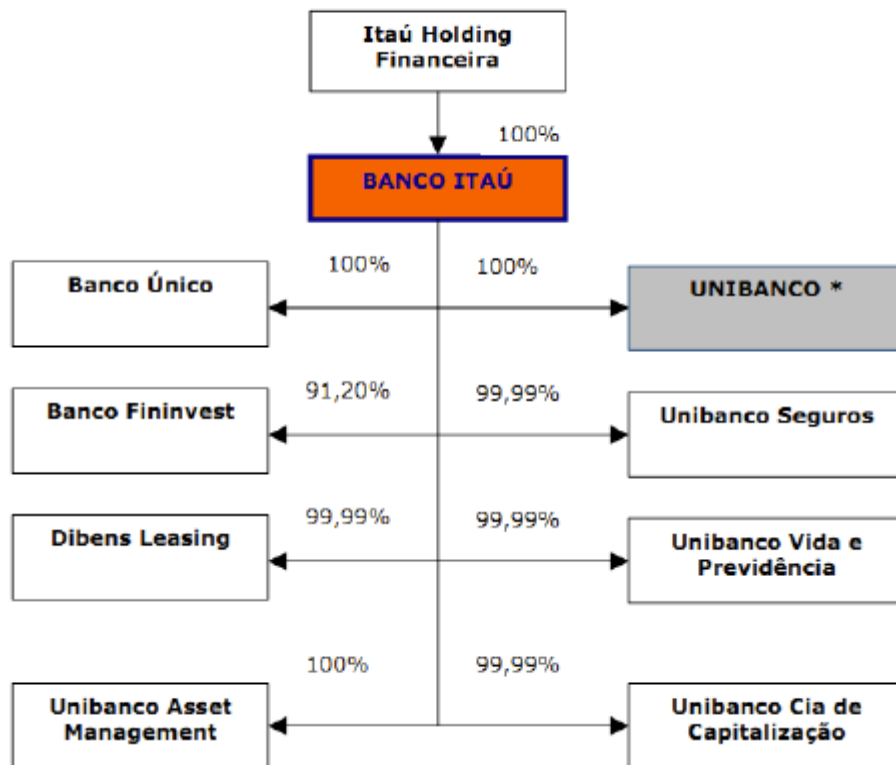 Itaú Holding
Financeira
100%
BANCO ITAÚ
100%
100%
Banco Único
UNIBANCO *
91,20%
99,99%
Banco Fininvest
Unibanco Seguros
99,99%
99,99%
Dibens Leasing
Unibanco Vida e
Previdência
100%
99,99%
Unibanco Asset
Management
Unibanco Cia de
Capitalização